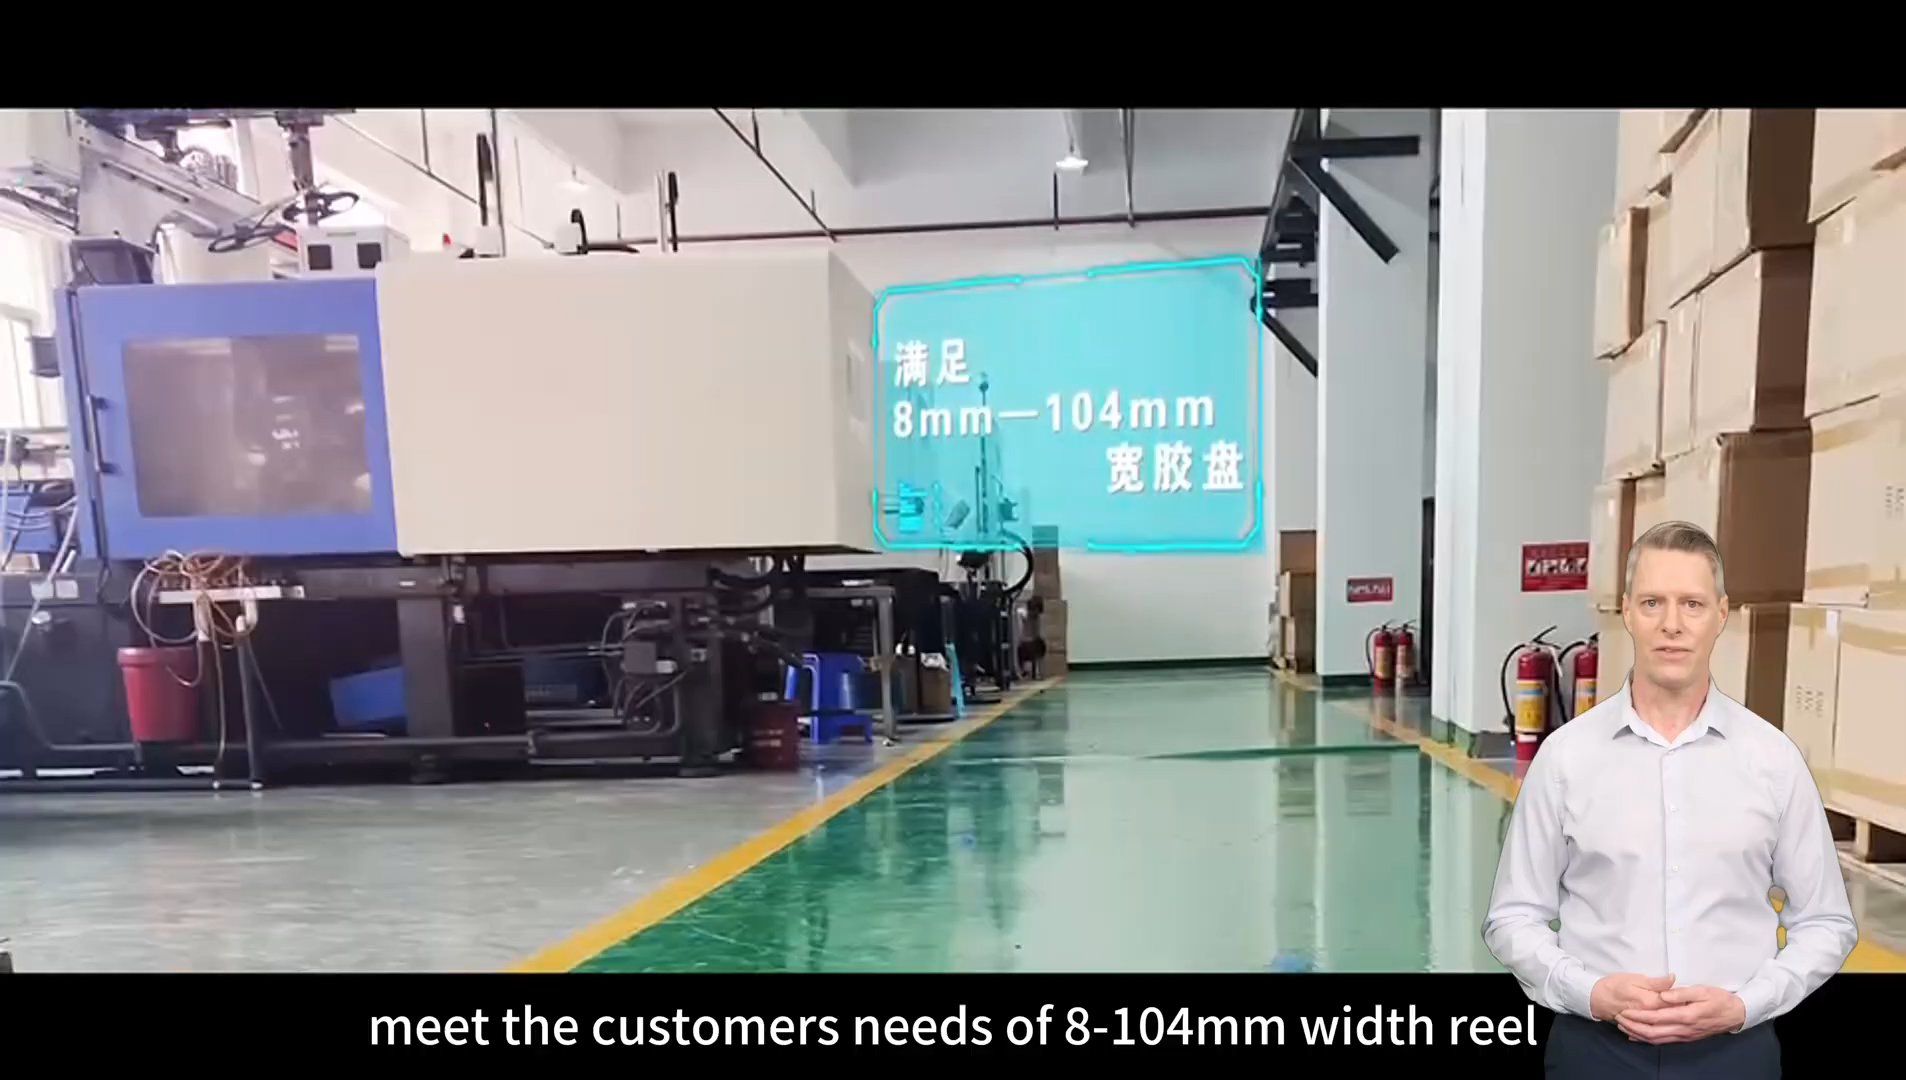 满足
8mm—104mm
宽胶盘
meet the customers needs of 8-104mm width reel